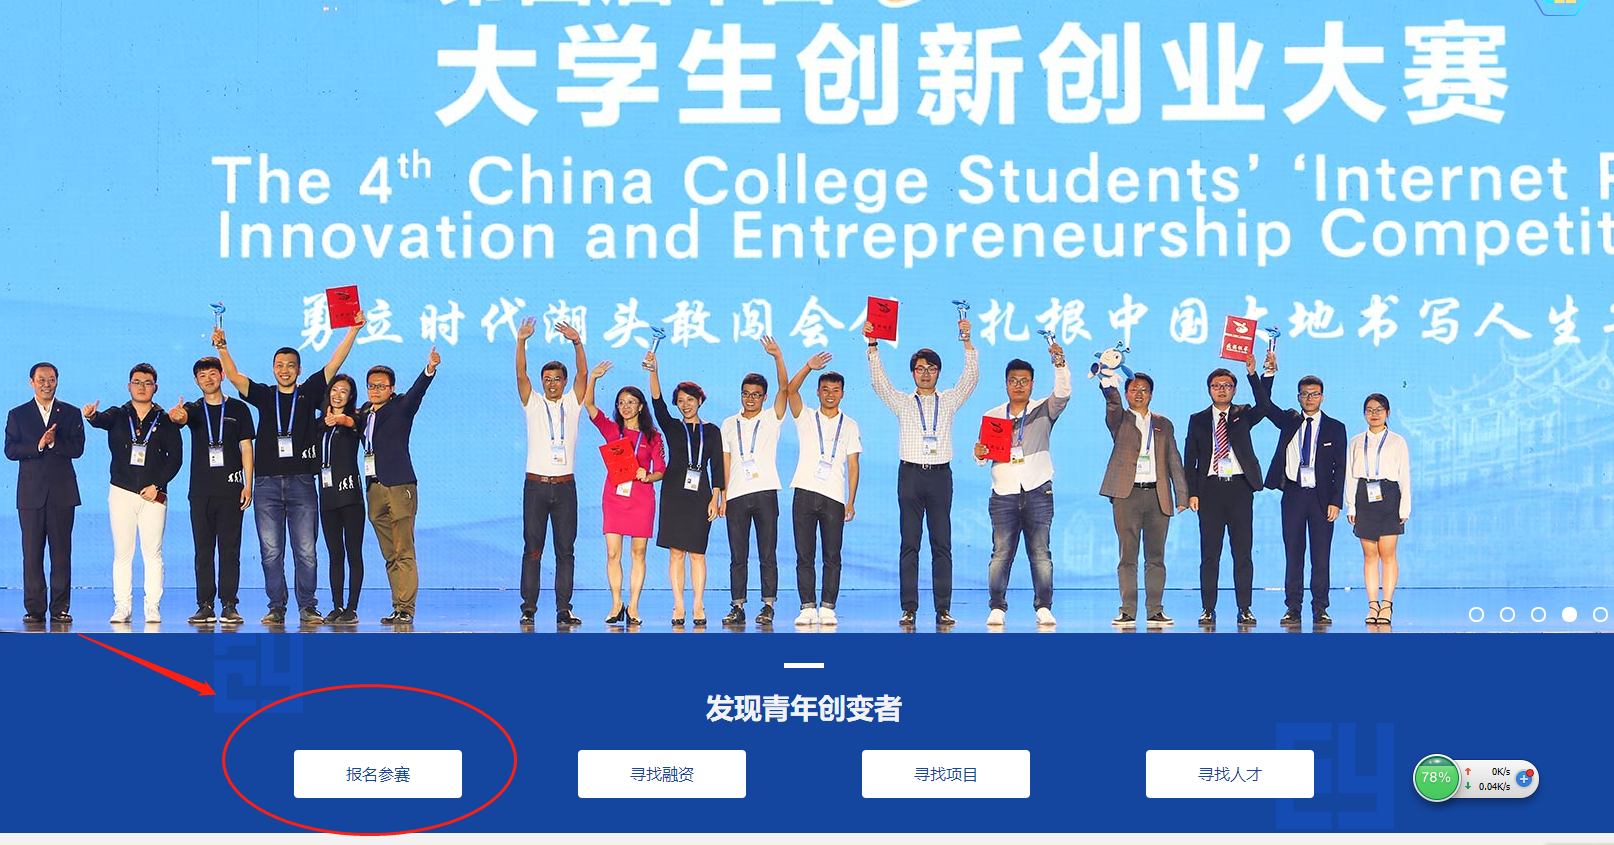 大学生创新创业大赛
The 4th China College Students' 'Internet
Innovation and Entrepreneurship Competit
勇立时代潮头敢闯会 扎根中国大地书写人生
发现青年创变者
报名参赛
寻找融资
寻找项目
寻找人才
78%
0K/s
0.04K/s